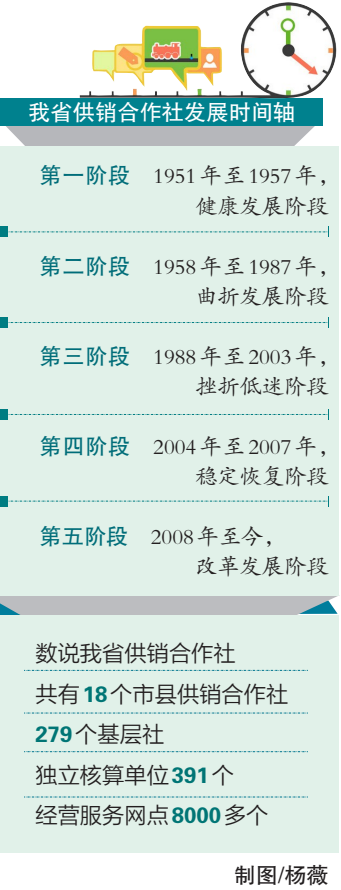 我省供销合作社发展时间轴
第一阶段 1951年至1957年，
健康发展阶段
第二阶段 1958年至1987年，
曲折发展阶段
第三阶段 1988年至2003年，
挫折低迷阶段
第四阶段 2004年至2007年，
稳定恢复阶段
第五阶段 2008年至今，
改革发展阶段
数说我省供销合作社
共有18个市县供销合作社
279个基层社
独立核算单位391个
经营服务网点8000多个
制图/杨薇